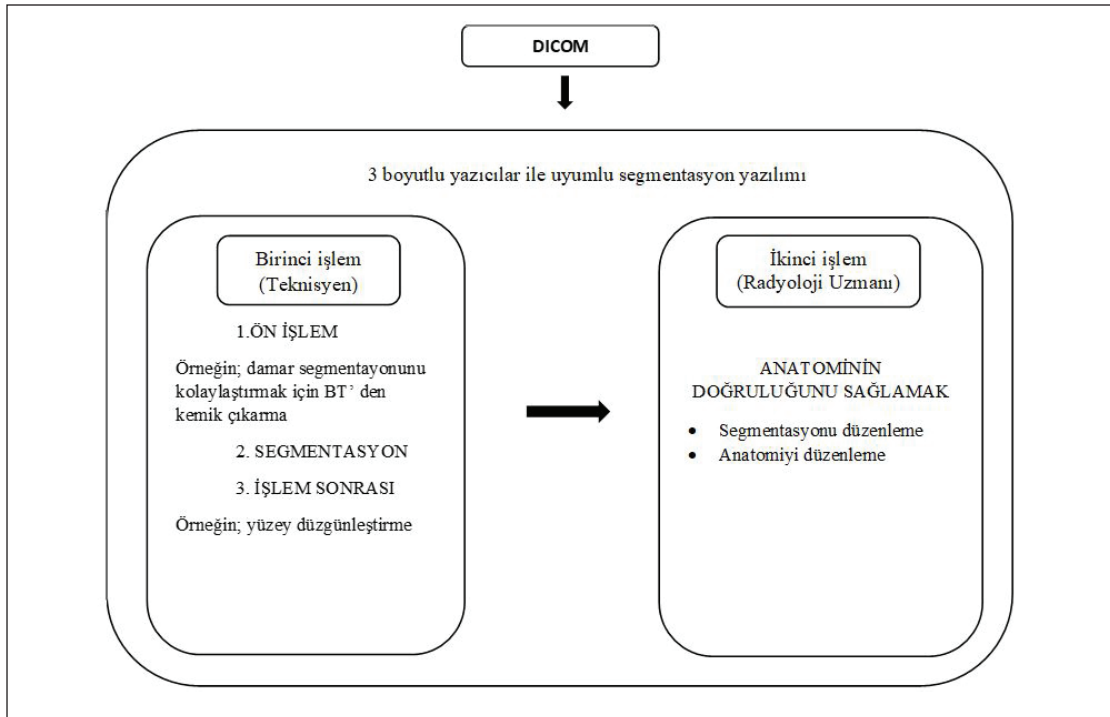 DICOM
3 boyutlu yazıcılar ile uyumlu segmentasyon yazılımı
Birinci işlem
(Teknisyen)
1.ÖN İŞLEM
Örneğin; damar segmentayonunu
kolaylaştırmak için BT’ den
kemik çıkarma
2. SEGMENTASYON
3. İŞLEM SONRASI
Örneğin; yüzey düzgünleştirme
İkinci işlem
(Radyoloji Uzmanı)
ANATOMİNİN
DOĞRULUĞUNU SAĞLAMAK
• Segmentasyonu düzenleme
• Anatomiyi düzenleme